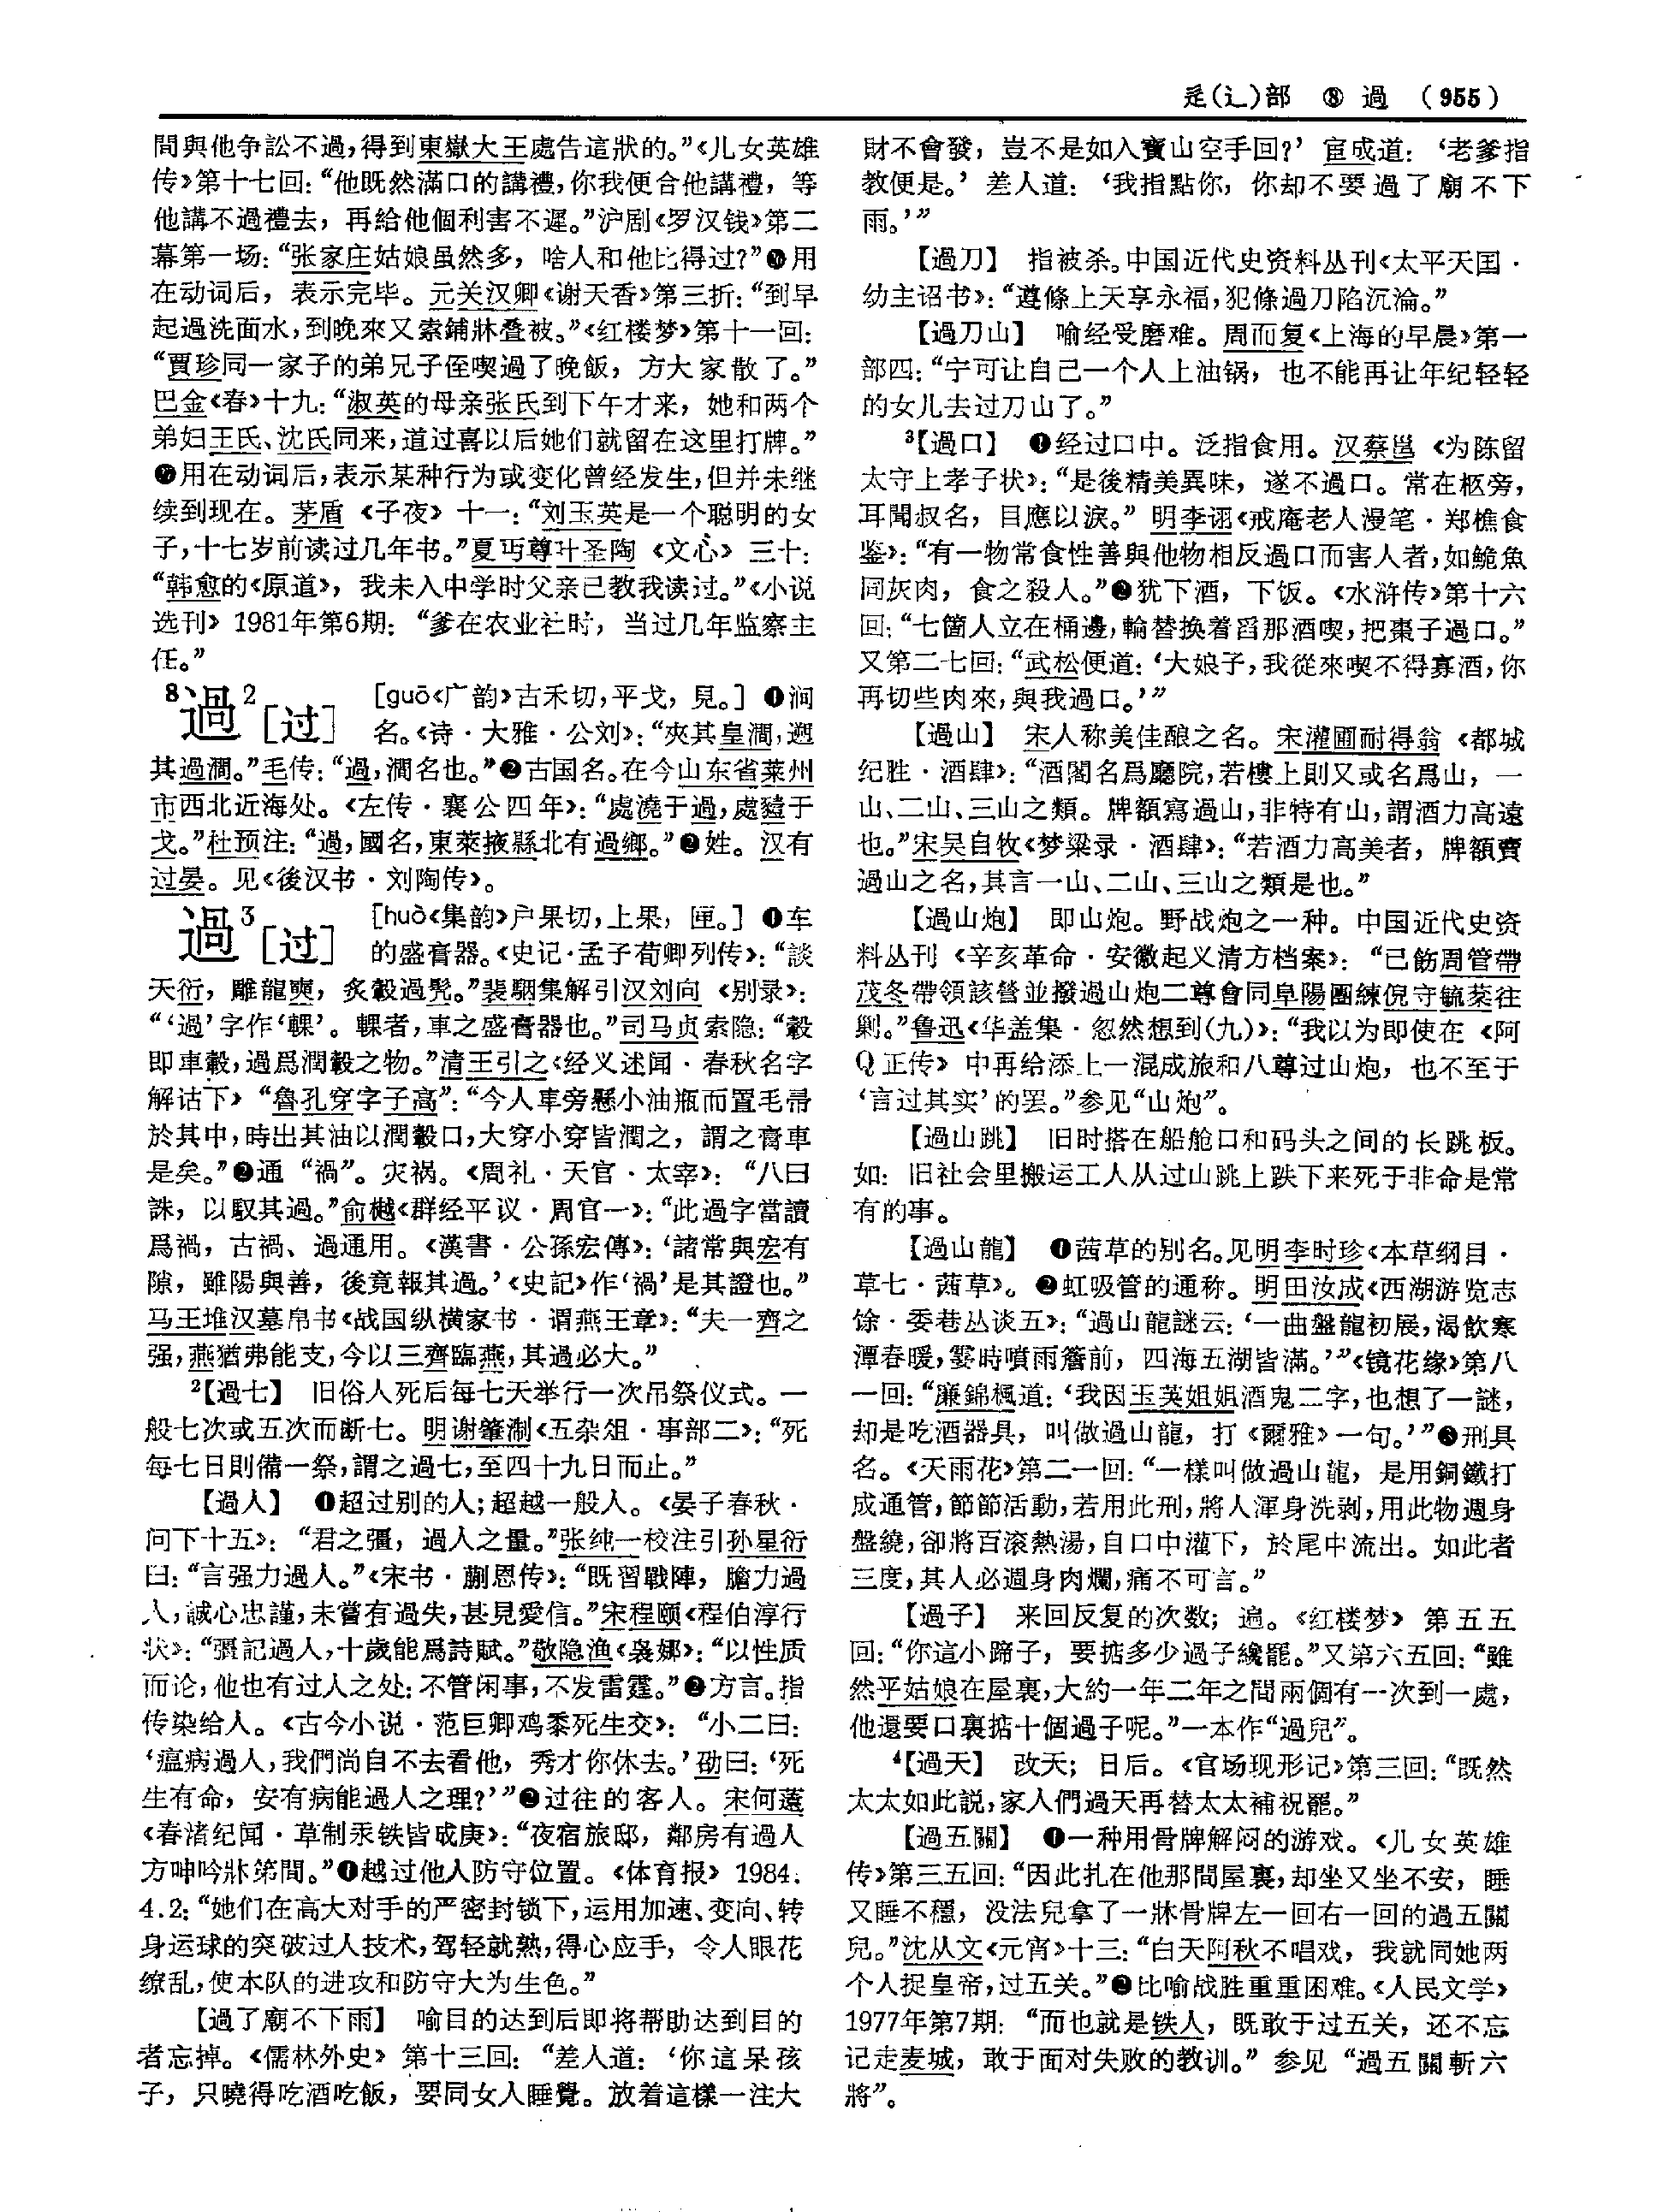 辵(辶)部 ⑧ 過 (955)
間與他争訟不過,得到東嶽大王處告這狀的。”《儿女英雄
传》第十七回:“他既然滿口的講禮,你我便合他講禮,等
他講不過禮去,再給他個利害不遲。”沪剧《罗汉钱》第二
幕第一场:“张家庄姑娘虽然多,啥人和他比得过?”㊱用
在动词后,表示完毕。元关汉卿《谢天香》第三折:“到早
起過洗面水,到晚來又索鋪牀叠被。”《红楼梦》第十一回:
“賈珍同一家子的弟兄子侄喫過了晚飯,方大家散了。”
巴金《春》十九:“淑英的母亲张氏到下午才来,她和两个
弟妇王氏、沈氏同来,道过喜以后她们就留在这里打牌。”
㊲用在动词后,表示某种行为或变化曾经发生,但并未继
续到现在。茅盾《子夜》十一:“刘玉英是一个聪明的女
子,十七岁前读过几年书。”夏丏尊叶圣陶《文心》三十:
“韩愈的《原道》,我未入中学时父亲已教我读过。”《小说
选刊》1981年第6期:“爹在农业社时,当过几年监察主
任。”
8過2[过] [guō《广韵》古禾切,平戈,見。]❶涧
名。《诗·大雅·公刘》:“夾其皇澗,遡
其過澗。”毛传:“過,澗名也。”❷古国名。在今山东省莱州
市西北近海处。《左传·襄公四年》:“處澆于過,處豷于
戈。”杜预注:“過,國名,東萊掖縣北有過鄉。”❸姓。汉有
过晏。见《後汉书·刘陶传》。
過3[过] [huò《集韵》户果切,上果,匣。]❶车
的盛膏器。《史记·孟子荀卿列传》:“談
天衍,雕龍奭,炙轂過髡。”裴駰集解引汉刘向《别录》:
“‘過’字作‘輠’。輠者,車之盛膏器也。”司马贞索隐:“轂
即車轂,過爲潤轂之物。”清王引之《经义述闻·春秋名字
解诂下》“魯孔穿字子高”:“今人車旁懸小油瓶而置毛帚
於其中,時出其油以潤轂口,大穿小穿皆潤之,謂之膏車
是矣。”❷通“禍”。灾祸。《周礼·天官·太宰》:“八曰
誅,以馭其過。”俞樾《群经平议·周官一》:“此過字當讀
爲禍,古禍、過通用。《漢書·公孫宏傳》:‘諸常與宏有
隙,雖陽與善,後竟報其過。’《史記》作‘禍’是其證也。”
马王堆汉墓帛书《战国纵横家书·谓燕王章》:“夫一齊之
强,燕猶弗能支,今以三齊臨燕,其過必大。”
2【過七】 旧俗人死后每七天举行一次吊祭仪式。一
般七次或五次而断七。明谢肇淛《五杂俎·事部二》:“死
每七日則備一祭,謂之過七,至四十九日而止。”
【過人】 ❶超过别的人;超越一般人。《晏子春秋·
问下十五》:“君之彊,過人之量。”张纯一校注引孙星衍
曰:“言强力過人。”《宋书·蒯恩传》:“既習戰陣,膽力過
人,誠心忠謹,未嘗有過失,甚見愛信。”宋程颐《程伯淳行
状》:“彊記過人,十歲能爲詩賦。”敬隐渔《袅娜》:“以性质
而论,他也有过人之处:不管闲事,不发雷霆。”❷方言。指
传染给人。《古今小说·范巨卿鸡黍死生交》:“小二曰:
‘瘟病過人,我們尚自不去看他,秀才你休去。’劭曰:‘死
生有命,安有病能過人之理?’”❸过往的客人。宋何薳
《春渚纪闻·草制汞铁皆成庚》:“夜宿旅邸,鄰房有過人
方呻吟牀笫間。”❹越过他人防守位置。《体育报》1984.
4.2:“她们在高大对手的严密封锁下,运用加速、变向、转
身运球的突破过人技术,驾轻就熟,得心应手,令人眼花
缭乱,使本队的进攻和防守大为生色。”
【過了廟不下雨】 喻目的达到后即将帮助达到目的
者忘掉。《儒林外史》第十三回:“差人道:‘你這呆孩
子,只曉得吃酒吃飯,要同女人睡覺。放着這樣一注大
財不會發,豈不是如入寶山空手回?’宦成道:‘老爹指
教便是。’差人道:‘我指點你,你却不要過了廟不下
雨。’”
【過刀】 指被杀。中国近代史资料丛刊《太平天国·
幼主诏书》:“遵條上天享永福,犯條過刀陷沉淪。”
【過刀山】 喻经受磨难。周而复《上海的早晨》第一
部四:“宁可让自己一个人上油锅,也不能再让年纪轻轻
的女儿去过刀山了。”
3【過口】 ❶经过口中。泛指食用。汉蔡邕《为陈留
太守上孝子状》:“是後精美異味,遂不過口。常在柩旁,
耳聞叔名,目應以淚。”明李诩《戒庵老人漫笔·郑樵食
鉴》:“有一物常食性善與他物相反過口而害人者,如鮠魚
同灰肉,食之殺人。”❷犹下酒,下饭。《水浒传》第十六
回:“七箇人立在桶邊,輪替换着舀那酒喫,把棗子過口。”
又第二七回:“武松便道:‘大娘子,我從來喫不得寡酒,你
再切些肉來,與我過口。’”
【過山】 宋人称美佳酿之名。宋灌圃耐得翁《都城
纪胜·酒肆》:“酒閣名爲廳院,若樓上則又或名爲山,一
山、二山、三山之類。牌額寫過山,非特有山,謂酒力高遠
也。”宋吴自牧《梦粱录·酒肆》:“若酒力高美者,牌額賣
過山之名,其言一山、二山、三山之類是也。”
【過山炮】 即山炮。野战炮之一种。中国近代史资
料丛刊《辛亥革命·安徽起义清方档案》:“已飭周管帶
茂冬帶領該營並撥過山炮二尊會同阜陽團練倪守毓棻往
剿。”鲁迅《华盖集·忽然想到(九)》:“我以为即使在《阿
Q正传》中再给添上一混成旅和八尊过山炮,也不至于
‘言过其实’的罢。”参见“山炮”。
【過山跳】 旧时搭在船舱口和码头之间的长跳板。
如:旧社会里搬运工人从过山跳上跌下来死于非命是常
有的事。
【過山龍】 ❶茜草的别名。见明李时珍《本草纲目·
草七·茜草》。❷虹吸管的通称。明田汝成《西湖游览志
馀·委巷丛谈五》:“過山龍謎云:‘一曲盤龍初展,渴飲寒
潭春暖,霎時噴雨簷前,四海五湖皆滿。’”《镜花缘》第八
一回:“廉錦楓道:‘我因玉英姐姐酒鬼二字,也想了一謎,
却是吃酒器具,叫做過山龍,打《爾雅》一句。’”❸刑具
名。《天雨花》第二一回:“一樣叫做過山龍,是用銅鐵打
成通管,節節活動,若用此刑,將人渾身洗剥,用此物週身
盤繞,卻將百滚熱湯,自口中灌下,於尾中流出。如此者
三度,其人必週身肉爛,痛不可言。”
【過子】 来回反复的次数;遍。《红楼梦》第五五
回:“你這小蹄子,要掂多少過子纔罷。”又第六五回:“雖
然平姑娘在屋裏,大約一年二年之間兩個有一次到一處,
他還要口裏掂十個過子呢。”一本作“過兒”。
4【過天】 改天;日后。《官场现形记》第三回:“既然
太太如此説,家人們過天再替太太補祝罷。”
【過五關】 ❶一种用骨牌解闷的游戏。《儿女英雄
传》第三五回:“因此扎在他那間屋裏,却坐又坐不安,睡
又睡不穩,没法兒拿了一牀骨牌左一回右一回的過五關
兒。”沈从文《元宵》十三:“白天阿秋不唱戏,我就同她两
个人捉皇帝,过五关。”❷比喻战胜重重困难。《人民文学》
1977年第7期:“而也就是铁人,既敢于过五关,还不忘
记走麦城,敢于面对失败的教训。”参见“過五關斬六
將”。